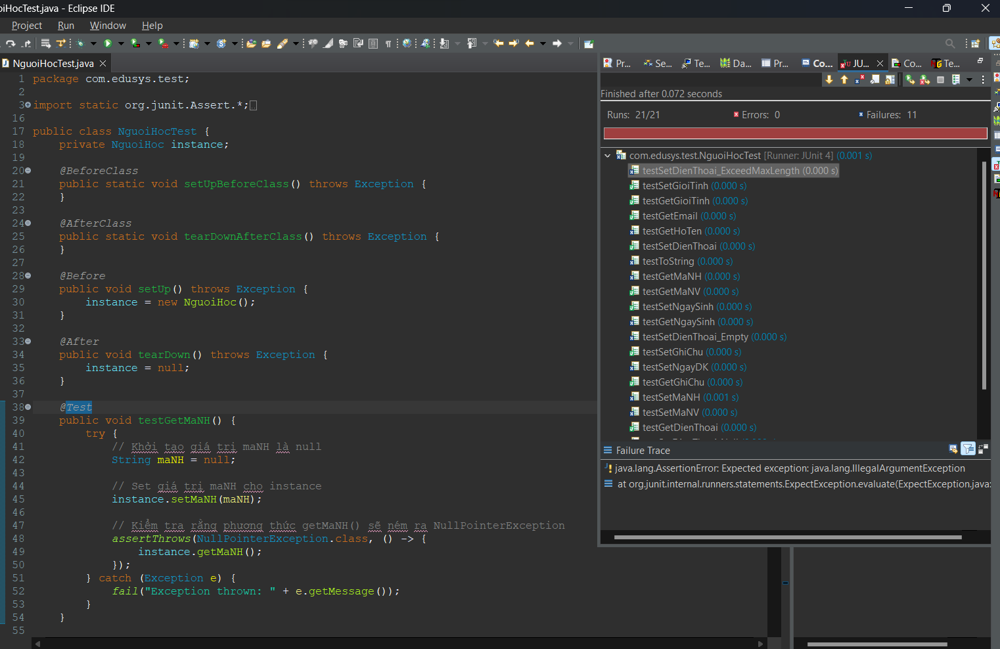 oiHocTest.java - Eclipse IDE
Project Run Window Help
NguoiHocTest.java
Pr... Se... Te... Da... Pr... Co... JU... Co... Te...
1 package com.edusys.test;
2
3 import static org.junit.Assert.*;
16
17 public class NguoiHocTest {
18 private NguoiHoc instance;
19
20 @BeforeClass
21 public static void setUpBeforeClass() throws Exception {
22 }
23
24 @AfterClass
25 public static void tearDownAfterClass() throws Exception {
26 }
27
28 @Before
29 public void setUp() throws Exception {
30 instance = new NguoiHoc();
31 }
32
33 @After
34 public void tearDown() throws Exception {
35 instance = null;
36 }
37
38 @Test
39 public void testGetMaNH() {
40 try {
41 // Khởi tạo giá trị maNH là null
42 String maNH = null;
43
44 // Set giá trị maNH cho instance
45 instance.setMaNH(maNH);
46
47 // Kiểm tra rằng phương thức getMaNH() sẽ ném ra NullPointerException
48 assertThrows(NullPointerException.class, () -> {
49 instance.getMaNH();
50 });
51 } catch (Exception e) {
52 fail("Exception thrown: " + e.getMessage());
53 }
54 }
55
Finished after 0.072 seconds
Runs: 21/21 Errors: 0 Failures: 11
com.edusys.test.NguoiHocTest [Runner: JUnit 4] (0.001 s)
testSetDienThoai_ExceedMaxLength (0.000 s)
testSetGioiTinh (0.000 s)
testGetGioiTinh (0.000 s)
testGetEmail (0.000 s)
testGetHoTen (0.000 s)
testSetDienThoai (0.000 s)
testToString (0.000 s)
testGetMaNH (0.000 s)
testGetMaNV (0.000 s)
testSetNgaySinh (0.000 s)
testGetNgaySinh (0.000 s)
testSetDienThoai_Empty (0.000 s)
testSetGhiChu (0.000 s)
testSetNgayDK (0.000 s)
testGetGhiChu (0.000 s)
testSetMaNH (0.001 s)
testSetMaNV (0.000 s)
testGetDienThoai (0.000 s)
Failure Trace
java.lang.AssertionError: Expected exception: java.lang.IllegalArgumentException
at org.junit.internal.runners.statements.ExpectException.evaluate(ExpectException.java: